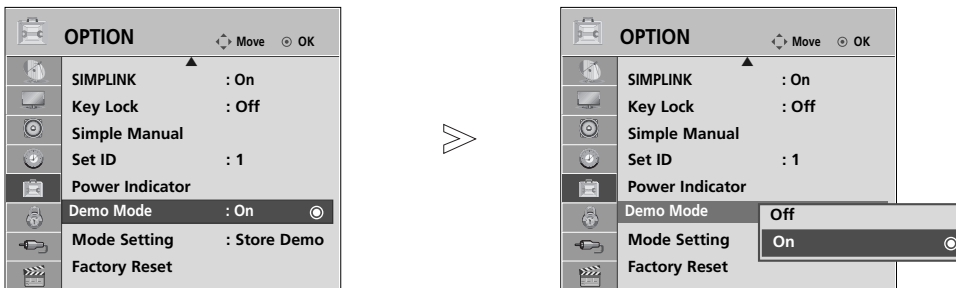 OPTION Move OK
SIMPLINK : On
Key Lock : Off
Simple Manual
Set ID : 1
Power Indicator
Demo Mode : On
Mode Setting : Store Demo
Factory Reset
OPTION Move OK
SIMPLINK : On
Key Lock : Off
Simple Manual
Set ID : 1
Power Indicator
Demo Mode
Off
Mode Setting
On
Factory Reset